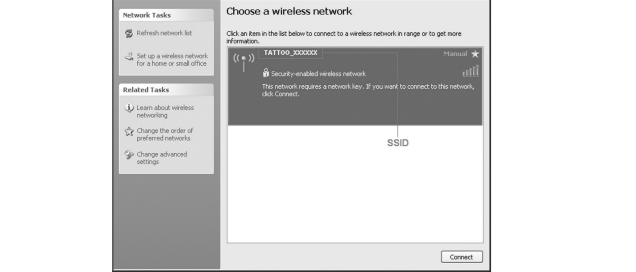 Network Tasks
Refresh network list
Set up a wireless network
for a home or small office
Related Tasks
Learn about wireless
networking
Change the order of
preferred networks
Change advanced
settings
Choose a wireless network
Click an item in the list below to connect to a wireless network in range or to get more
information.
TATTOO_XXXXXX
Manual
Security-enabled wireless network
This network requires a network key. If you want to connect to this network,
click Connect.
SSID
Connect